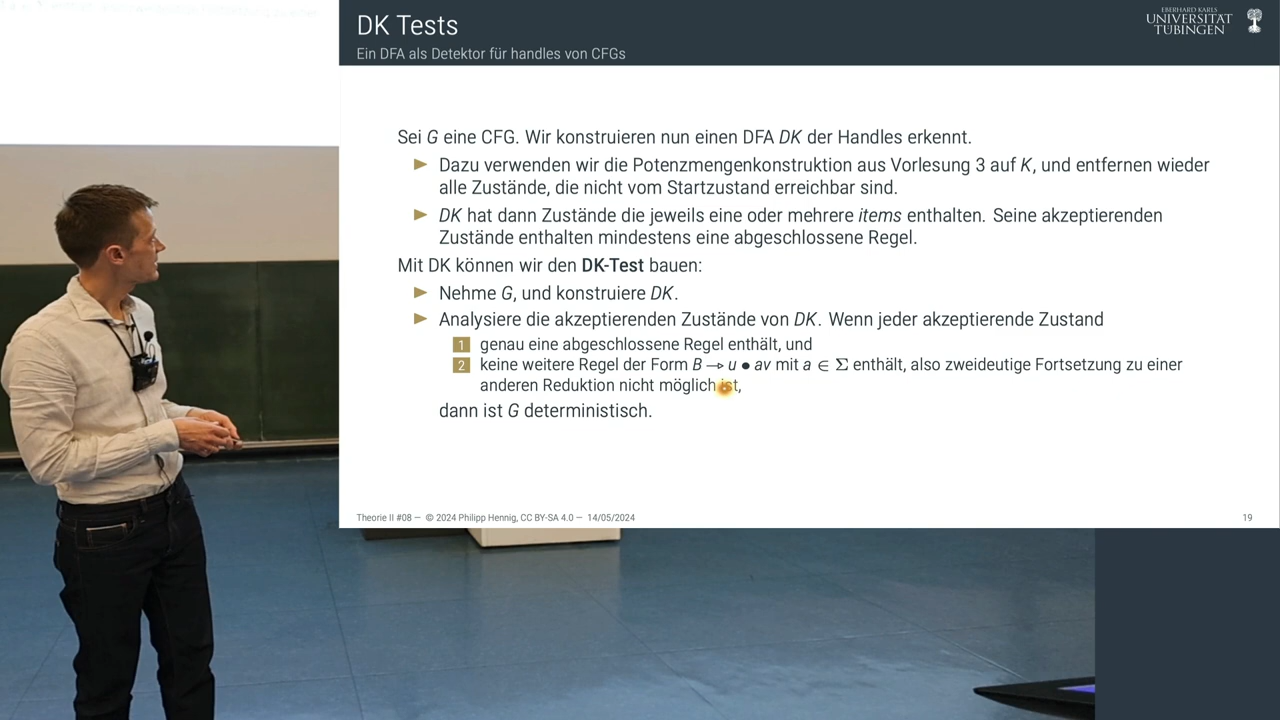 DK Tests
Ein DFA als Detektor für handles von CFGs
EBERHARD KARLS
UNIVERSITÄT
TÜBINGEN
Sei G eine CFG. Wir konstruieren nun einen DFA DK der Handles erkennt.
Dazu verwenden wir die Potenzmengenkonstruktion aus Vorlesung 3 auf K, und entfernen wieder
alle Zustände, die nicht vom Startzustand erreichbar sind.
DK hat dann Zustände die jeweils eine oder mehrere items enthalten. Seine akzeptierenden
Zustände enthalten mindestens eine abgeschlossene Regel.
Mit DK können wir den DK-Test bauen:
Nehme G, und konstruiere DK.
Analysiere die akzeptierenden Zustände von DK. Wenn jeder akzeptierende Zustand
1 genau eine abgeschlossene Regel enthält, und
2 keine weitere Regel der Form B → u • av mit a ∈ Σ enthält, also zweideutige Fortsetzung zu einer
anderen Reduktion nicht möglich ist,
dann ist G deterministisch.
Theorie II #08 — © 2024 Philipp Hennig, CC BY-SA 4.0 — 14/05/2024
19